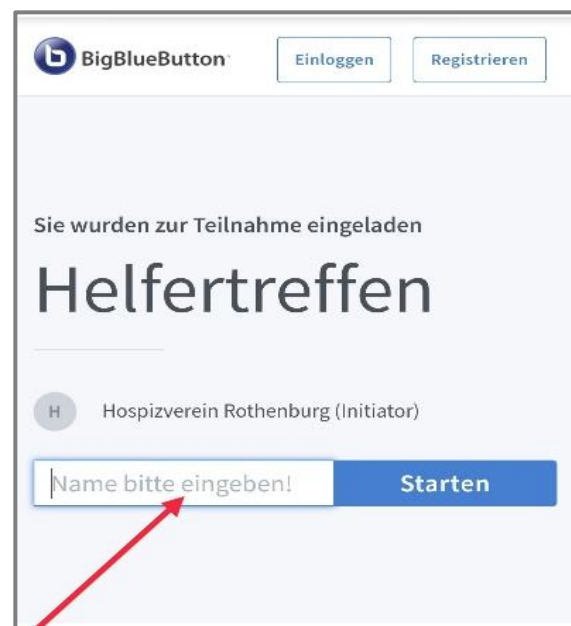 b BigBlueButton Einloggen Registrieren
Sie wurden zur Teilnahme eingeladen
Helfertreffen
H Hospizverein Rothenburg (Initiator)
Name bitte eingeben! Starten